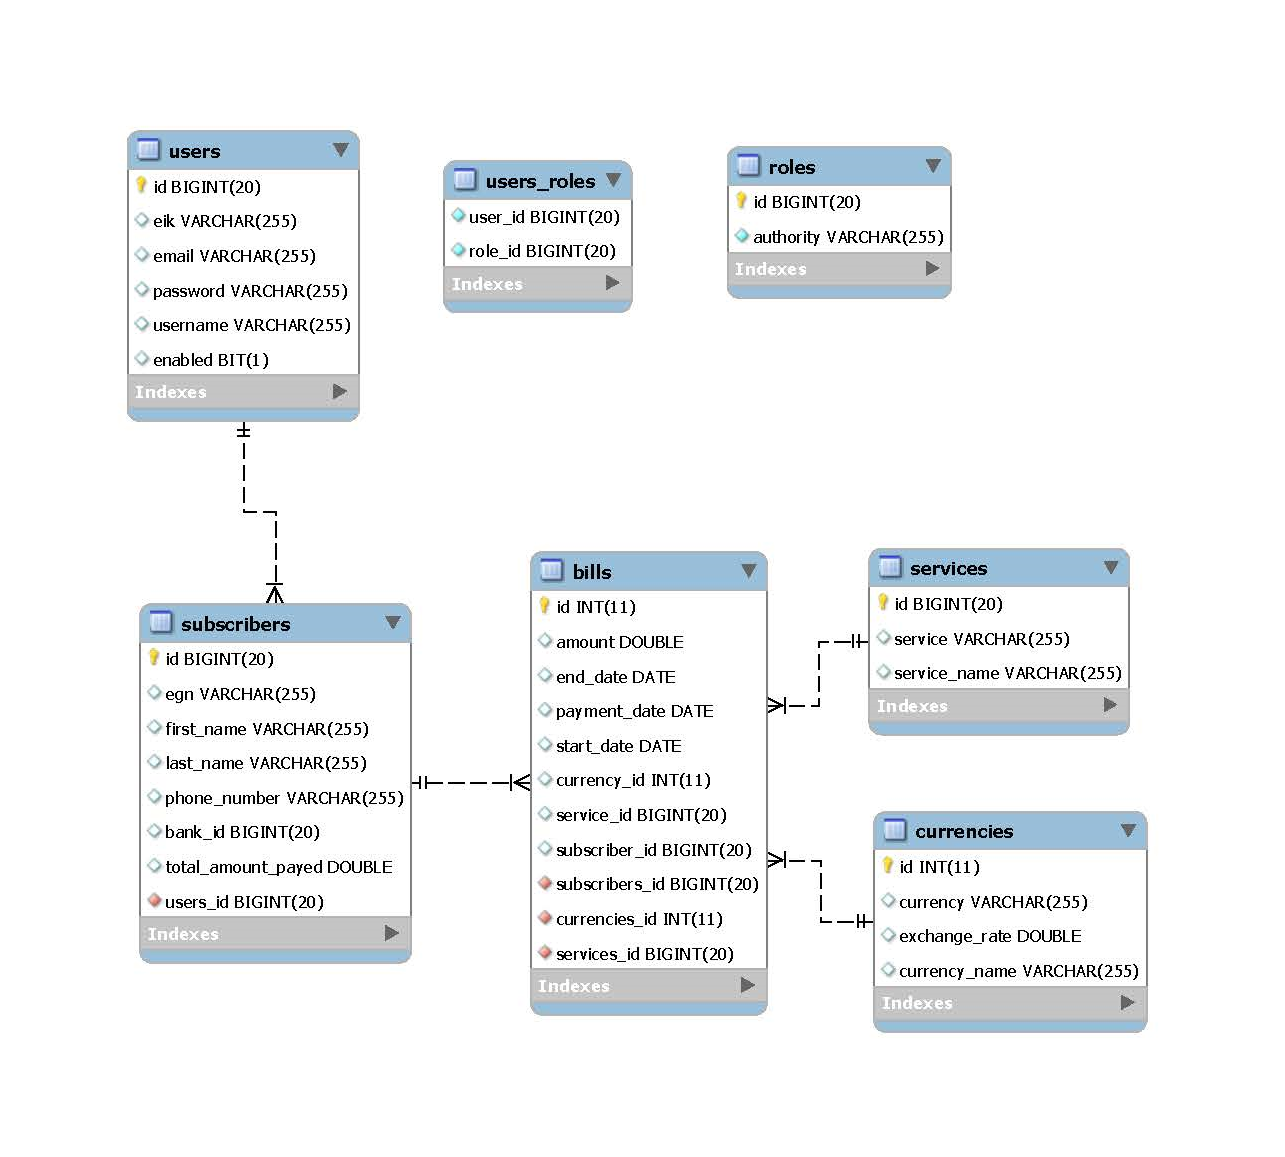 users
id BIGINT(20)
eik VARCHAR(255)
email VARCHAR(255)
password VARCHAR(255)
username VARCHAR(255)
enabled BIT(1)
Indexes
users_roles
user_id BIGINT(20)
role_id BIGINT(20)
Indexes
roles
id BIGINT(20)
authority VARCHAR(255)
Indexes
subscribers
id BIGINT(20)
egn VARCHAR(255)
first_name VARCHAR(255)
last_name VARCHAR(255)
phone_number VARCHAR(255)
bank_id BIGINT(20)
total_amount_payed DOUBLE
users_id BIGINT(20)
Indexes
bills
id INT(11)
amount DOUBLE
end_date DATE
payment_date DATE
start_date DATE
currency_id INT(11)
service_id BIGINT(20)
subscriber_id BIGINT(20)
subscribers_id BIGINT(20)
currencies_id INT(11)
services_id BIGINT(20)
Indexes
services
id BIGINT(20)
service VARCHAR(255)
service_name VARCHAR(255)
Indexes
currencies
id INT(11)
currency VARCHAR(255)
exchange_rate DOUBLE
currency_name VARCHAR(255)
Indexes